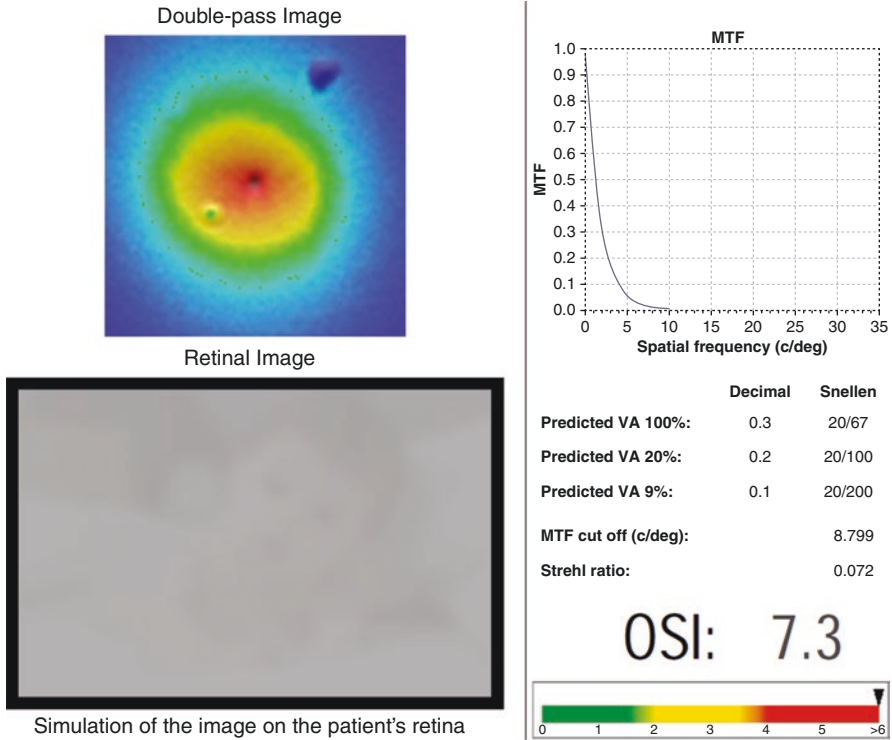 Double-pass Image
Retinal Image
Simulation of the image on the patient's retina
MTF
MTF
1.0
0.9
0.8
0.7
0.6
0.5
0.4
0.3
0.2
0.1
0.0
0 5 10 15 20 25 30 35
Spatial frequency (c/deg)
Decimal Snellen
Predicted VA 100%: 0.3 20/67
Predicted VA 20%: 0.2 20/100
Predicted VA 9%: 0.1 20/200
MTF cut off (c/deg): 8.799
Strehl ratio: 0.072
OSI: 7.3
0 1 2 3 4 5 >6